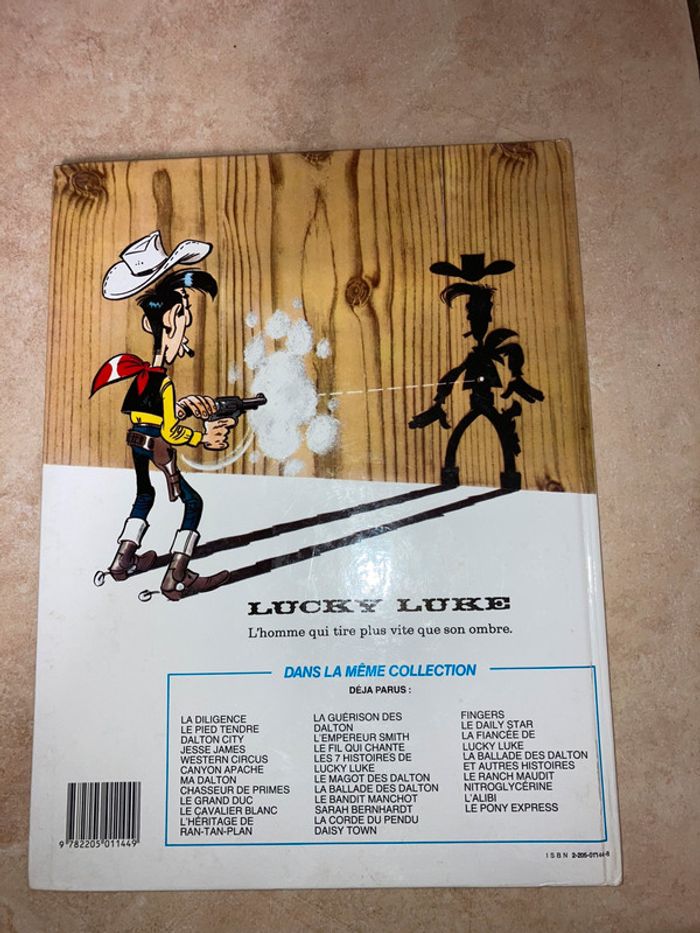 LUCKY LUKE
L'homme qui tire plus vite que son ombre.
DANS LA MÊME COLLECTION
DÉJA PARUS :
LA DILIGENCE
LE PIED TENDRE
DALTON CITY
JESSE JAMES
WESTERN CIRCUS
CANYON APACHE
MA DALTON
CHASSEUR DE PRIMES
LE GRAND DUC
LE CAVALIER BLANC
L'HÉRITAGE DE
RAN-TAN-PLAN
LA GUÉRISON DES
DALTON
L'EMPEREUR SMITH
LE FIL QUI CHANTE
LES 7 HISTOIRES DE
LUCKY LUKE
LE MAGOT DES DALTON
LA BALLADE DES DALTON
LE BANDIT MANCHOT
SARAH BERNHARDT
LA CORDE DU PENDU
DAISY TOWN
FINGERS
LE DAILY STAR
LA FIANCÉE DE
LUCKY LUKE
LA BALLADE DES DALTON
ET AUTRES HISTOIRES
LE RANCH MAUDIT
NITROGLYCÉRINE
L'ALIBI
LE PONY EXPRESS
9 782205 011449
ISBN 2-205-01144-8